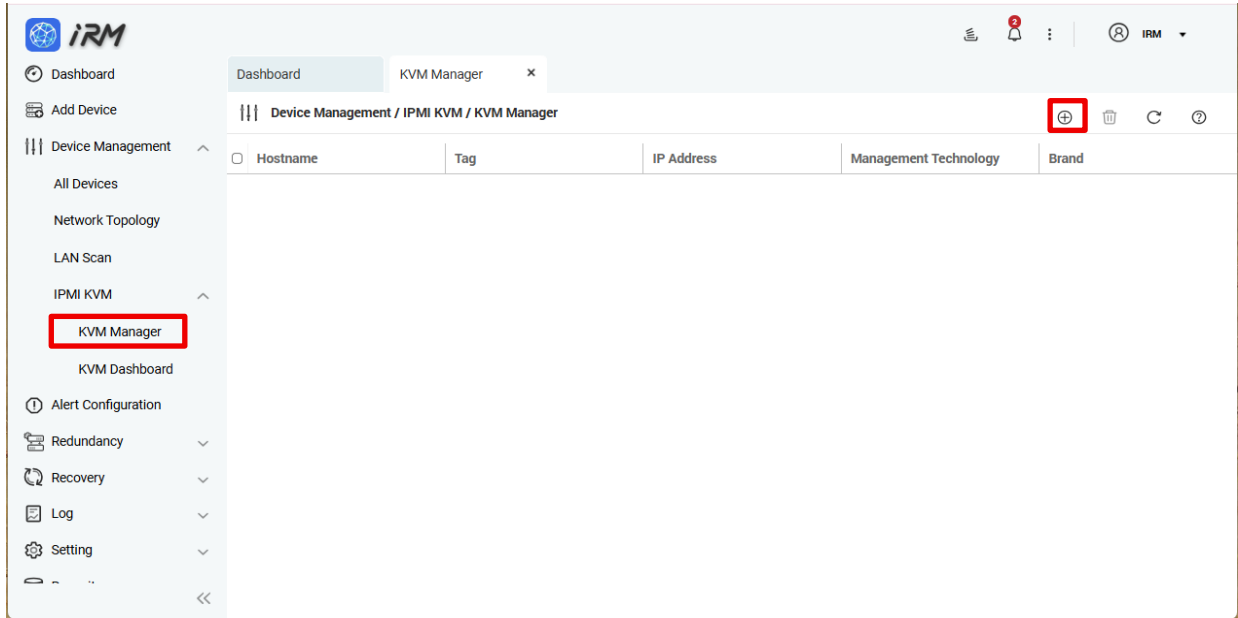 iRM
2
IRM
Dashboard
Add Device
Device Management
All Devices
Network Topology
LAN Scan
IPMI KVM
KVM Manager
KVM Dashboard
Alert Configuration
Redundancy
Recovery
Log
Setting
Dashboard
KVM Manager ×
Device Management / IPMI KVM / KVM Manager
Hostname Tag IP Address Management Technology Brand